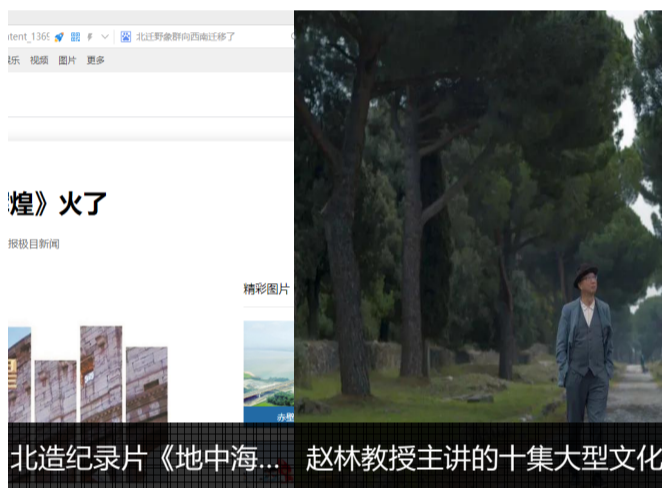 北迁野象群向西南迁移了
视频 图片 更多
煌》火了
报极目新闻
精彩图片
赤壁
北造纪录片《地中海...
赵林教授主讲的十集大型文化